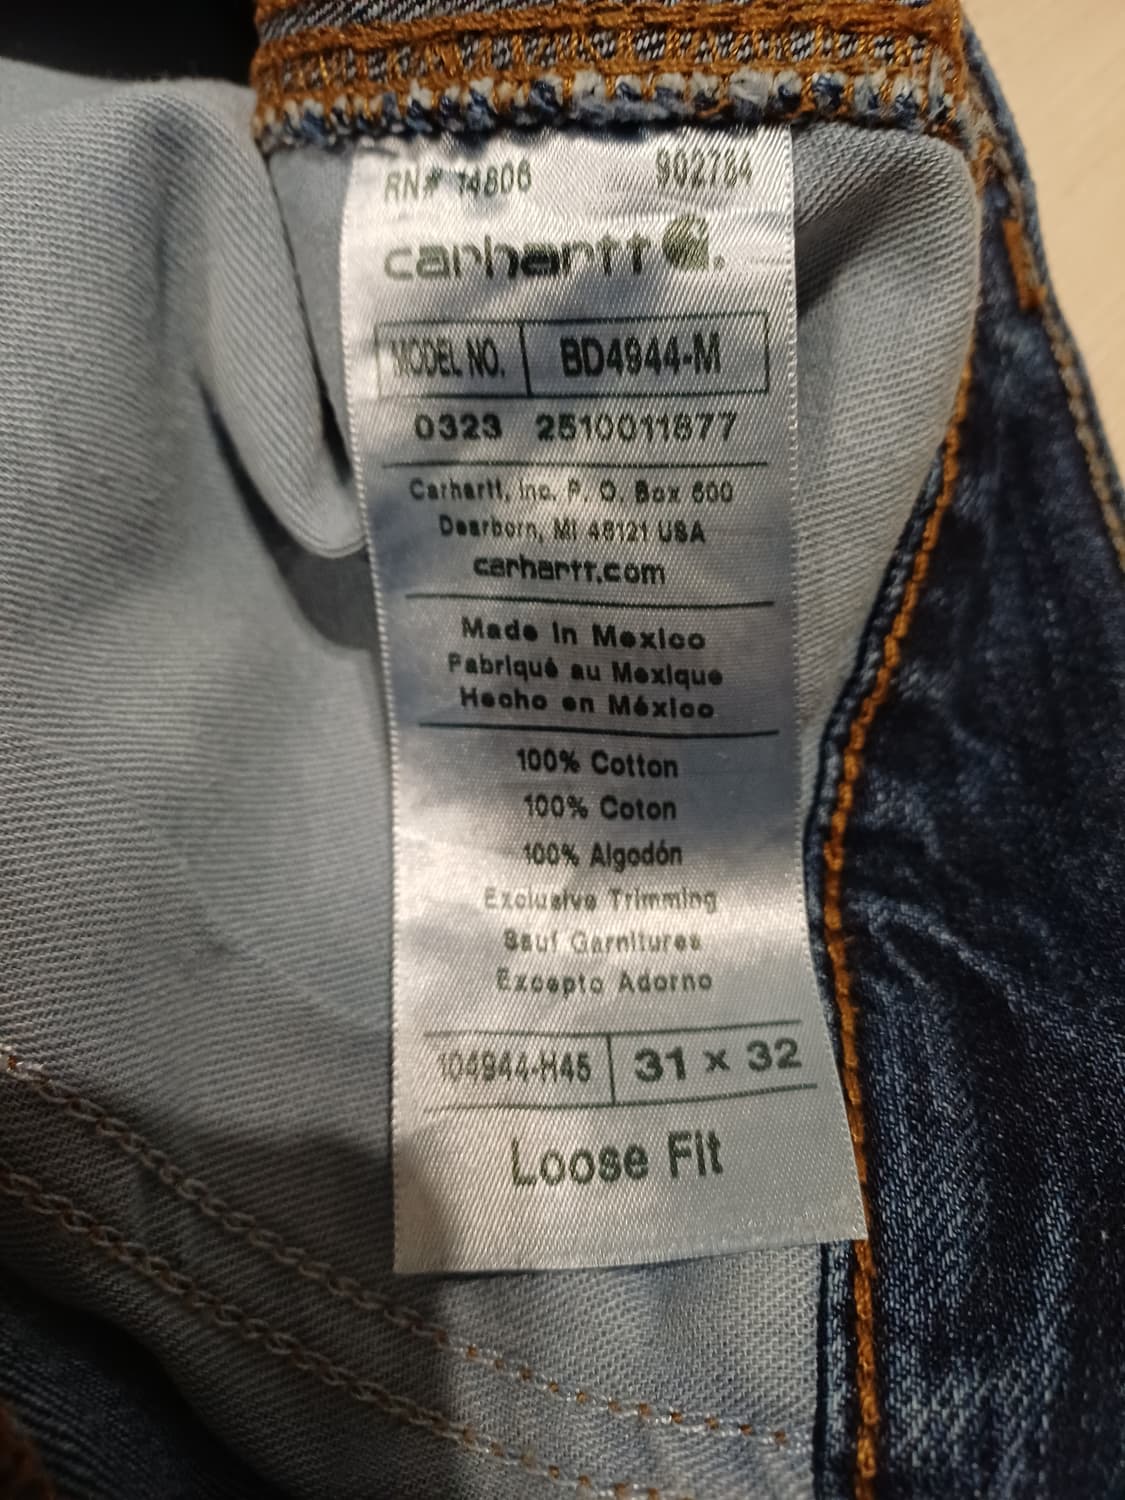 RN# 14806 902784
carhartt
MODEL NO. BD4944-M
0323 2510011877
Carhartt, Inc. P. O. Box 600
Dearborn, MI 48121 USA
carhartt.com
Made in Mexico
Fabriqué au Mexique
Hecho en México
100% Cotton
100% Coton
100% Algodón
Exclusive Trimming
Sauf Garnitures
Excepto Adorno
104944-H45 31 x 32
Loose Fit